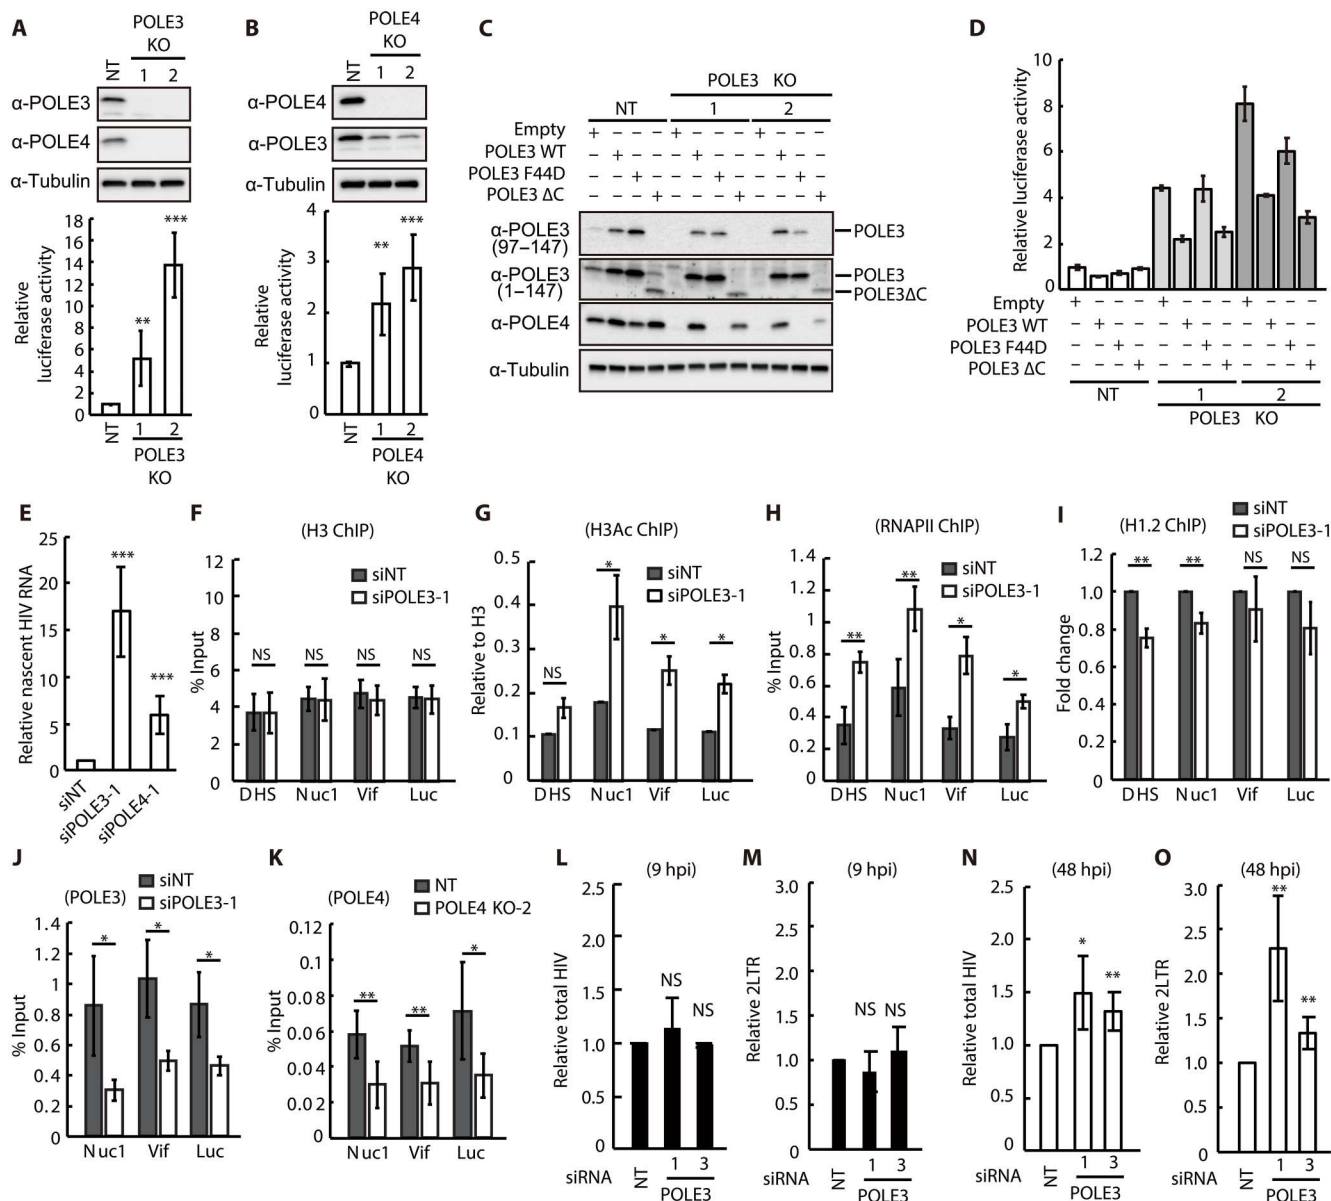 A
POLE3
KO
NT 1 2
α-POLE3
α-POLE4
α-Tubulin
Relative
luciferase activity
18
16
14
12
10
8
6
4
2
0
** ***
NT 1 2
POLE3
KO
B
POLE4
KO
NT 1 2
α-POLE4
α-POLE3
α-Tubulin
Relative
luciferase activity
4
3
2
1
0
** ***
NT 1 2
POLE4
KO
C
POLE3 KO
NT 1 2
Empty + – – – + – – – + – – –
POLE3 WT – + – – – + – – – + – –
POLE3 F44D – – + – – – + – – – + –
POLE3 ΔC – – – + – – – + – – – +
α-POLE3
(97–147)
POLE3
α-POLE3
(1–147)
POLE3
POLE3ΔC
α-POLE4
α-Tubulin
D
Relative luciferase activity
10
8
6
4
2
0
Empty + – – – + – – – + – – –
POLE3 WT – + – – – + – – – + – –
POLE3 F44D – – + – – – + – – – + –
POLE3 ΔC – – – + – – – + – – – +
NT 1 2
POLE3 KO
E
Relative nascent HIV RNA
25
20
15
10
5
0
*** ***
siNT siPOLE3-1 siPOLE4-1
F
(H3 ChIP)
siNT
siPOLE3-1
% Input
12
10
8
6
4
2
0
NS NS NS NS
DHS Nuc1 Vif Luc
G
(H3Ac ChIP)
siNT
siPOLE3-1
Relative to H3
0.5
0.4
0.3
0.2
0.1
0
NS * * *
DHS Nuc1 Vif Luc
H
(RNAPII ChIP)
siNT
siPOLE3-1
% Input
1.4
1.2
1
0.8
0.6
0.4
0.2
0
** ** * *
DHS Nuc1 Vif Luc
I
(H1.2 ChIP)
siNT
siPOLE3-1
Fold change
1.2
1.0
0.8
0.6
0.4
0.2
0
** ** NS NS
DHS Nuc1 Vif Luc
J
(POLE3)
siNT
siPOLE3-1
% Input
1.4
1.2
1
0.8
0.6
0.4
0.2
0
* * *
Nuc1 Vif Luc
K
(POLE4)
NT
POLE4 KO-2
% Input
0.12
0.1
0.08
0.06
0.04
0.02
0
** ** *
Nuc1 Vif Luc
L
(9 hpi)
Relative total HIV
2.5
2.0
1.5
1.0
0.5
0
NS NS
siRNA NT 1 3
POLE3
M
(9 hpi)
Relative 2LTR
3.0
2.5
2.0
1.5
1.0
0.5
0
NS NS
NT 1 3
POLE3
N
(48 hpi)
Relative total HIV
2.5
2.0
1.5
1.0
0.5
0
* **
siRNA NT 1 3
POLE3
O
(48 hpi)
Relative 2LTR
3.0
2.5
2.0
1.5
1.0
0.5
0
** **
siRNA NT 1 3
POLE3